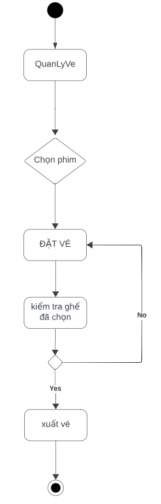 QuanLyVe
Chọn phim
ĐẶT VÉ
kiểm tra ghế
đã chọn
No
Yes
xuất vé